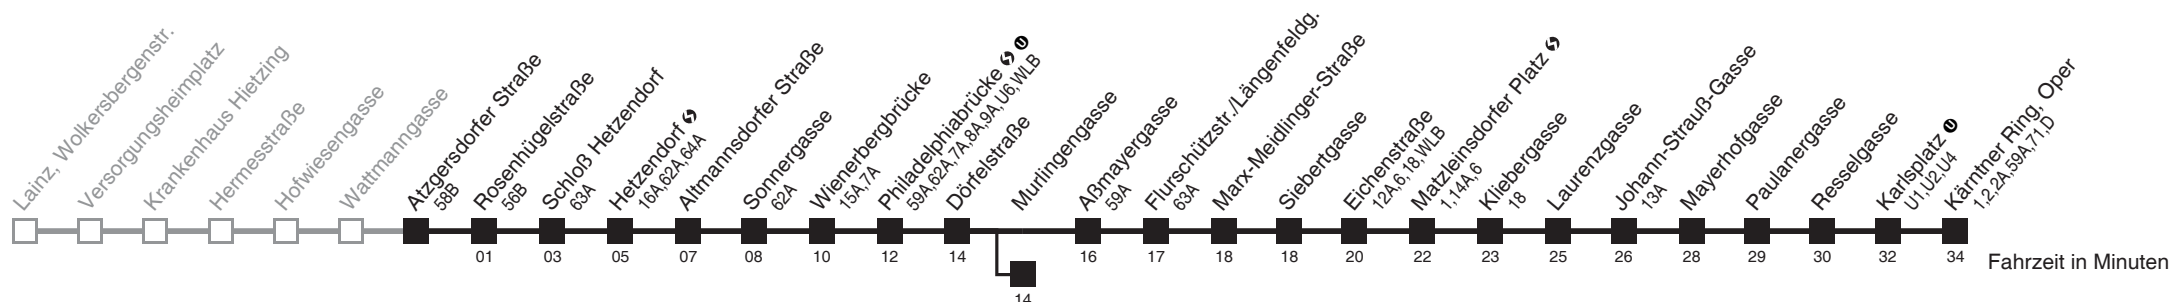 Lainz, Wolkersbergenstr.
Versorgungsheimplatz
Krankenhaus Hietzing
Hermesstraße
Hofwiesengasse
Wattmanngasse
Atzgersdorfer Straße
58B
Rosenhügelstraße
56B
Schloß Hetzendorf
63A
Hetzendorf
16A,62A,64A
Altmannsdorfer Straße
Sonnergasse
62A
Wienerbergbrücke
15A,7A
Philadelphiabrücke U
59A,62A,7A,8A,9A,U6,WLB
Dörfelstraße
Murlingengasse
Aßmayergasse
59A
Flurschützstr./Längenfeldg.
63A
Marx-Meidlinger-Straße
Siebertgasse
Eichenstraße
12A,6,18,WLB
Matzleinsdorfer Platz
1,14A,6
Kliebergasse
18
Laurenzgasse
Johann-Strauß-Gasse
13A
Mayerhofgasse
Paulanergasse
Resselgasse
Karlsplatz U
U1,U2,U4
Kärntner Ring, Oper
1,2,2A,59A,71,D
01 03 05 07 08 10 12 14 16 17 18 18 20 22 23 25 26 28 29 30 32 34 Fahrzeit in Minuten
14